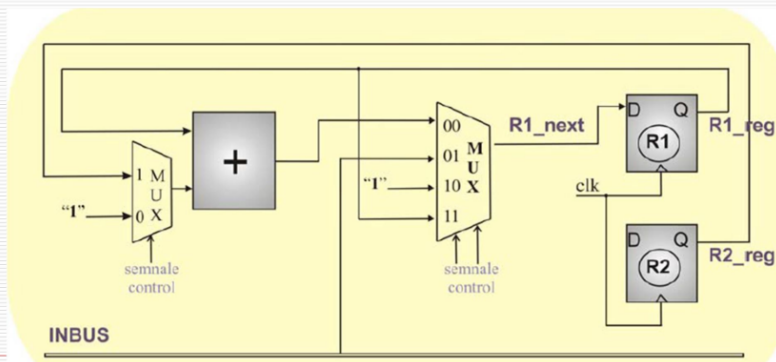 00
R1_next
D Q
R1
R1_reg
1
M
U
X
+
01
M
U
X
"1"
10
"1"
0
11
clk
semnale
control
semnale
control
D Q
R2
R2_reg
INBUS